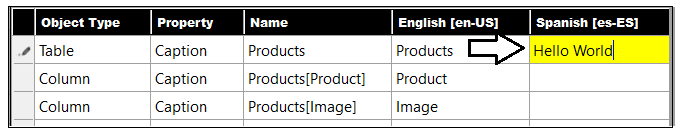 Object Type Property Name English [en-US] Spanish [es-ES]
Table Caption Products Products Hello World
Column Caption Products[Product] Product
Column Caption Products[Image] Image